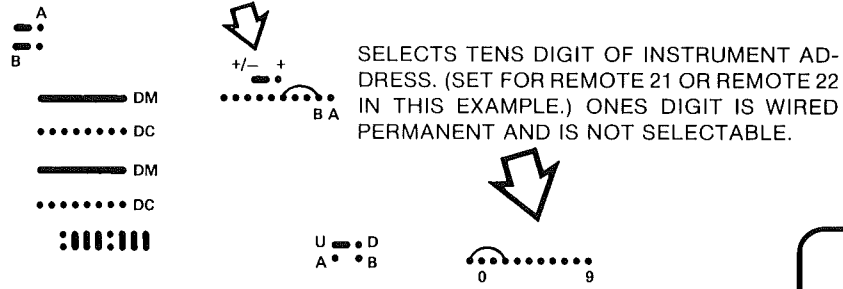 A
B
+/− +
SELECTS TENS DIGIT OF INSTRUMENT AD-
DRESS. (SET FOR REMOTE 21 OR REMOTE 22
IN THIS EXAMPLE.) ONES DIGIT IS WIRED
PERMANENT AND IS NOT SELECTABLE.
DM
B A
DC
DM
DC
U D
A B
0 9